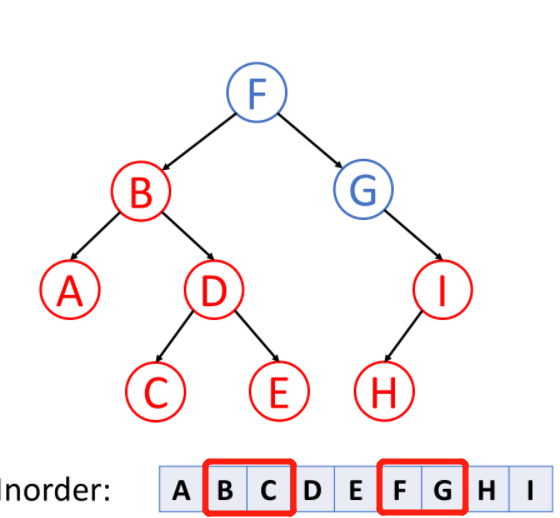 F
B G
A D I
C E H
Inorder: A B C D E F G H I